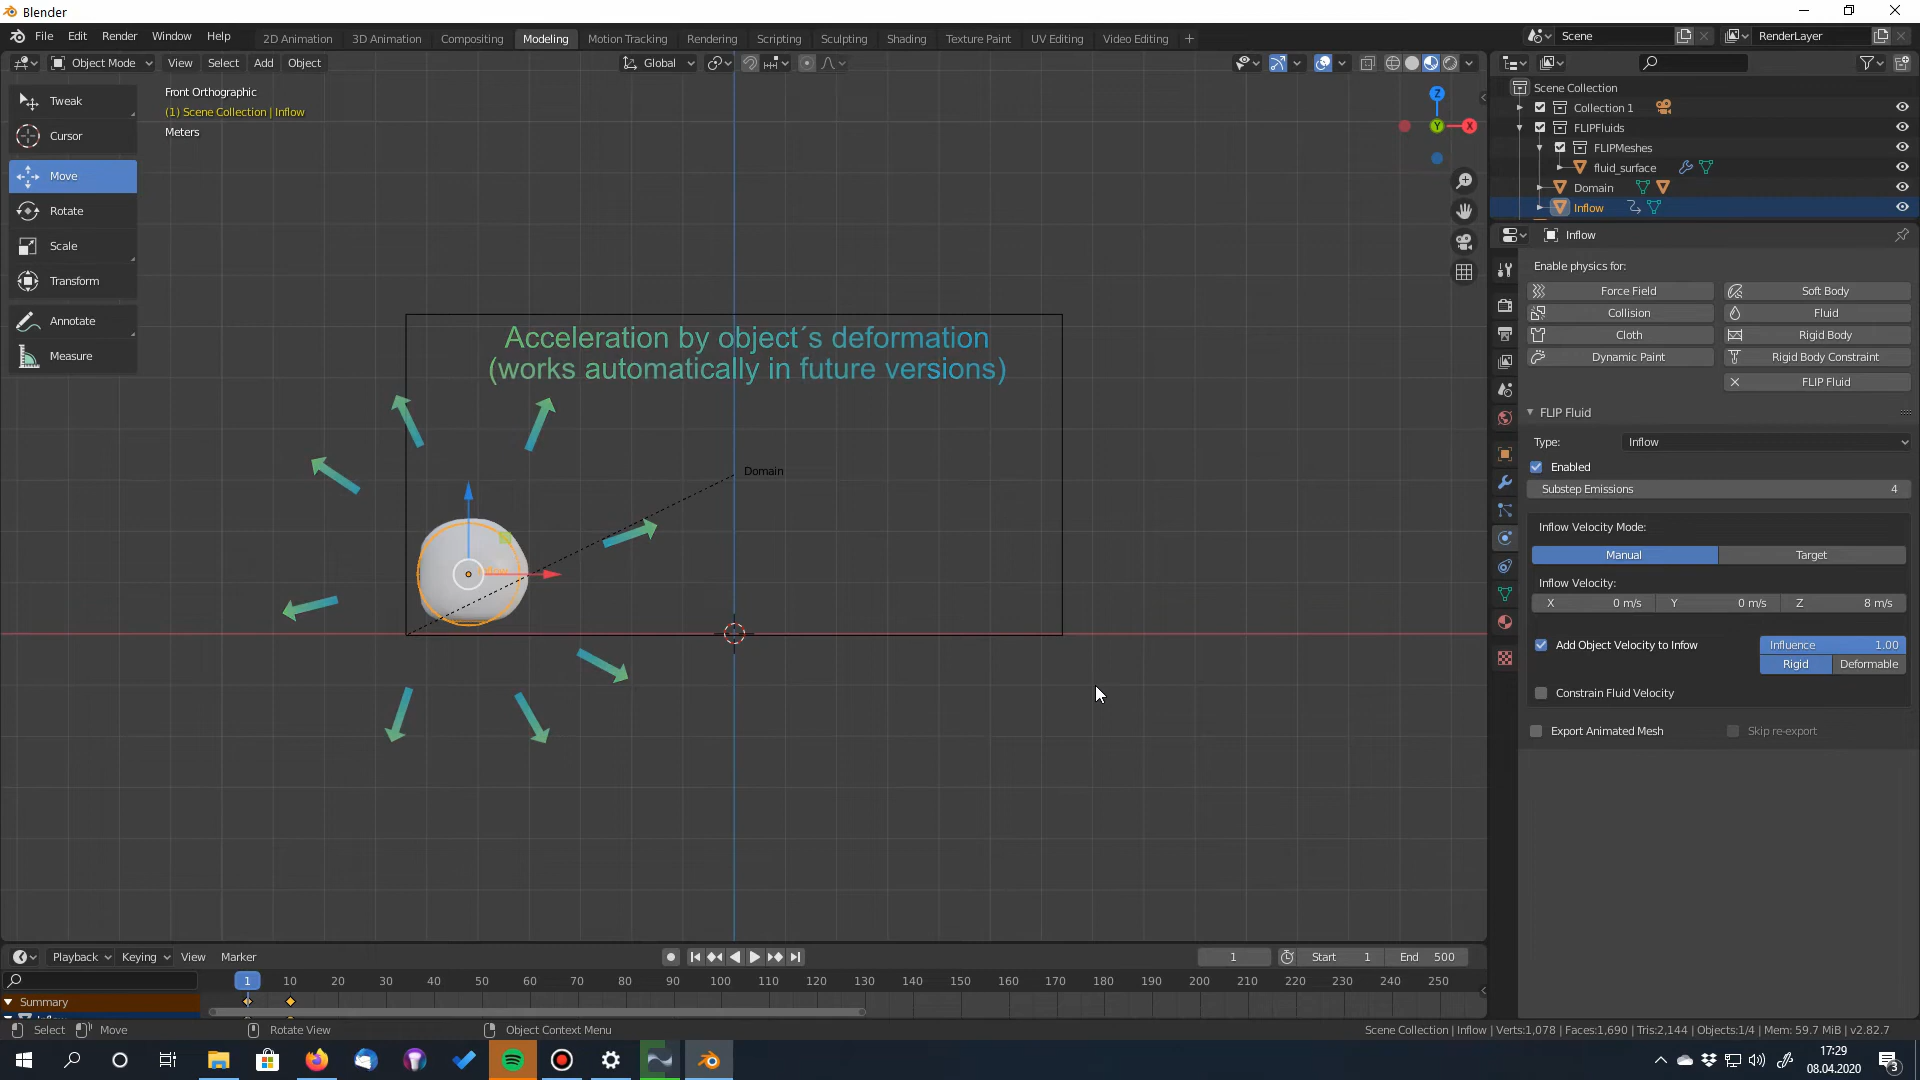 Blender
File Edit Render Window Help
2D Animation 3D Animation Compositing Modeling Motion Tracking Rendering Scripting Sculpting Shading Texture Paint UV Editing Video Editing +
Scene
RenderLayer
Object Mode View Select Add Object
Global
Tweak
Cursor
Move
Rotate
Scale
Transform
Annotate
Measure
Front Orthographic
(1) Scene Collection | Inflow
Meters
Z
Y
X
Acceleration by object´s deformation
(works automatically in future versions)
Domain
Scene Collection
Collection 1
FLIPFluids
FLIPMeshes
fluid_surface
Domain
Inflow
Inflow
Enable physics for:
Force Field Soft Body
Collision Fluid
Cloth Rigid Body
Dynamic Paint Rigid Body Constraint
FLIP Fluid
FLIP Fluid
Type: Inflow
Enabled
Substep Emissions 4
Inflow Velocity Mode:
Manual Target
Inflow Velocity:
X 0 m/s Y 0 m/s Z 8 m/s
Add Object Velocity to Infow Influence 1.00
Rigid Deformable
Constrain Fluid Velocity
Export Animated Mesh Skip re-export
Playback Keying View Marker
1 Start 1 End 500
1 10 20 30 40 50 60 70 80 90 100 110 120 130 140 150 160 170 180 190 200 210 220 230 240 250
Summary
Select Move Rotate View Object Context Menu
Scene Collection | Inflow | Verts:1,078 | Faces:1,690 | Tris:2,144 | Objects:1/4 | Mem: 59.7 MiB | v2.82.7
17:29
08.04.2020
3